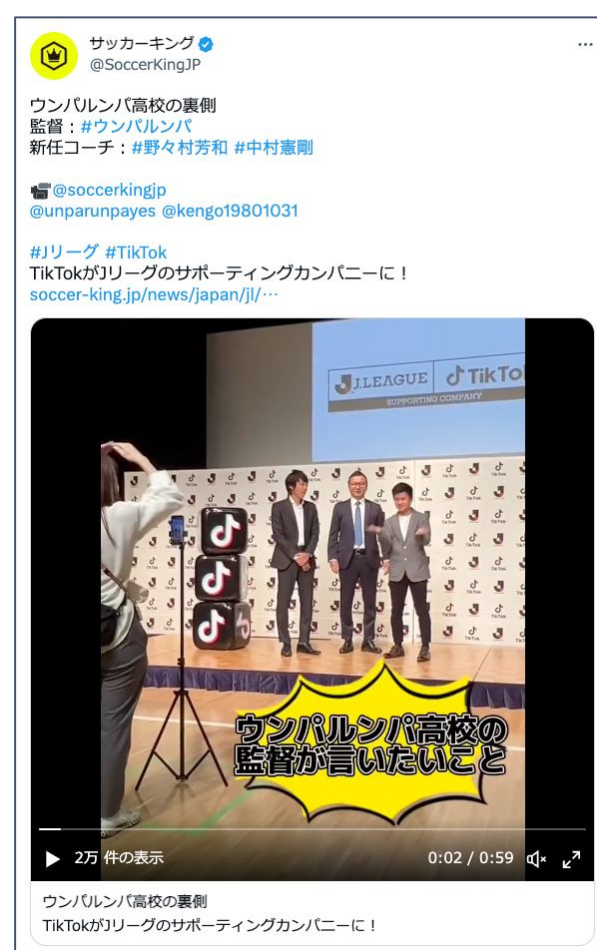 サッカーキング
@SoccerKingJP
ウンパルンパ高校の裏側
監督：#ウンパルンパ
新任コーチ：#野々村芳和 #中村憲剛
@soccerkingjp
@unparunpayes @kengo19801031
#Jリーグ #TikTok
TikTokがJリーグのサポーティングカンパニーに！
soccer-king.jp/news/japan/jl/…
J.LEAGUE TikTo
SUPPORTING COMPANY
ウンパルンパ高校の
監督が言いたいこと
2万 件の表示
0:02 / 0:59
ウンパルンパ高校の裏側
TikTokがJリーグのサポーティングカンパニーに！